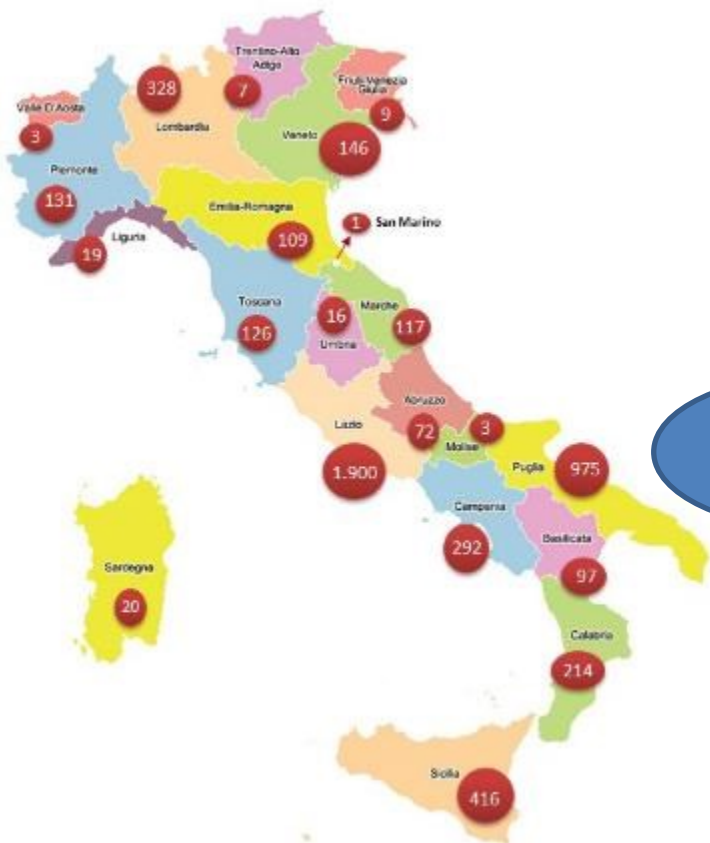 Trentino-Alto
Adige
7
Friuli-Venezia
Giulia
9
328
Lombardia
Valle D'Aosta
3
Veneto
146
Piemonte
131
Emilia-Romagna
109
1
San Marino
Liguria
19
Toscana
126
16
Umbria
Marche
117
Abruzzo
72
Lazio
1.900
3
Molise
Puglia
975
Campania
292
Basilicata
97
Sardegna
20
Calabria
214
Sicilia
416